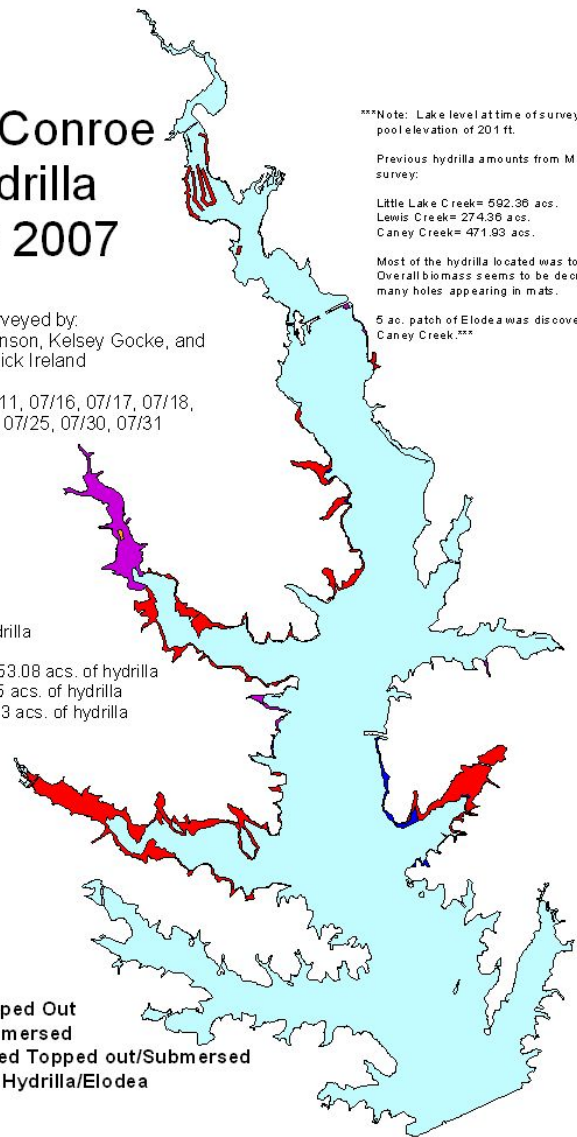 Conroe
drilla
2007
***Note: Lake level at time of survey
pool elevation of 201 ft.
Previous hydrilla amounts from M
survey:
Little Lake Creek= 592.36 acs.
Lewis Creek= 274.36 acs.
Caney Creek= 471.93 acs.
Most of the hydrilla located was to
Overall biomass seems to be decr
many holes appearing in mats.
5 ac. patch of Elodea was discove
Caney Creek.***
rveyed by:
nson, Kelsey Gocke, and
ick Ireland
11, 07/16, 07/17, 07/18,
07/25, 07/30, 07/31
drilla
53.08 acs. of hydrilla
5 acs. of hydrilla
3 acs. of hydrilla
ped Out
mersed
ed Topped out/Submersed
Hydrilla/Elodea